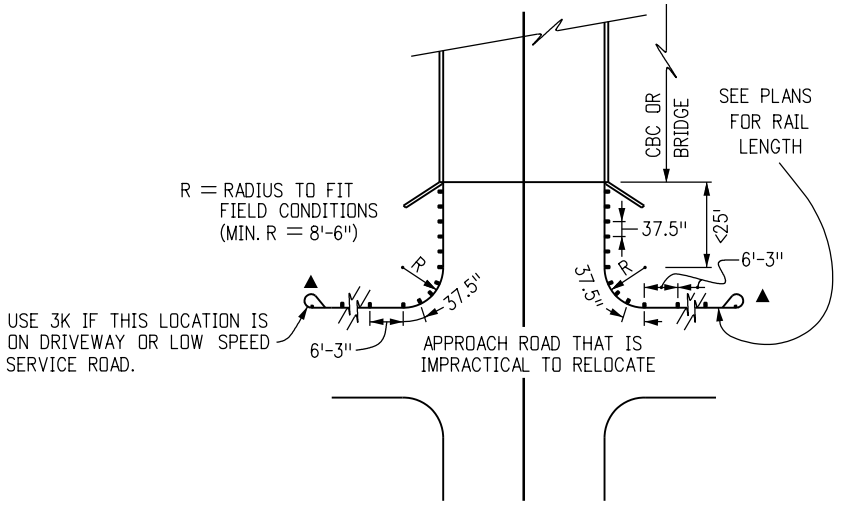 CBC OR
BRIDGE
SEE PLANS
FOR RAIL
LENGTH
R = RADIUS TO FIT
FIELD CONDITIONS
(MIN. R = 8'-6")
37.5"
<25'
6'-3"
R
37.5"
R
37.5"
USE 3K IF THIS LOCATION IS
ON DRIVEWAY OR LOW SPEED
SERVICE ROAD.
6'-3"
APPROACH ROAD THAT IS
IMPRACTICAL TO RELOCATE